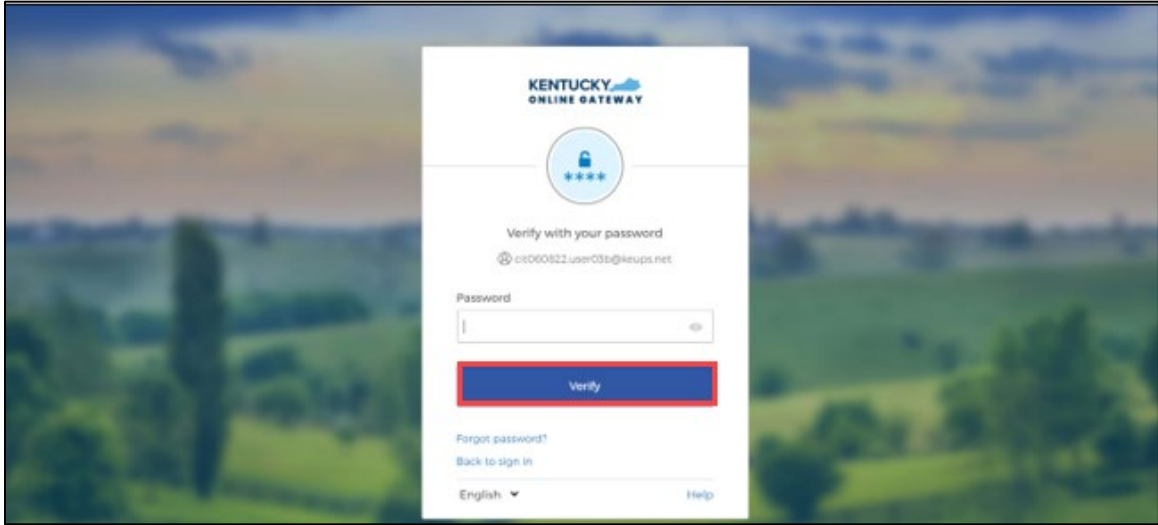 KENTUCKY
ONLINE GATEWAY
****
Verify with your password
cit060822.user03b@keups.net
Password
Verify
Forgot password?
Back to sign in
English
Help